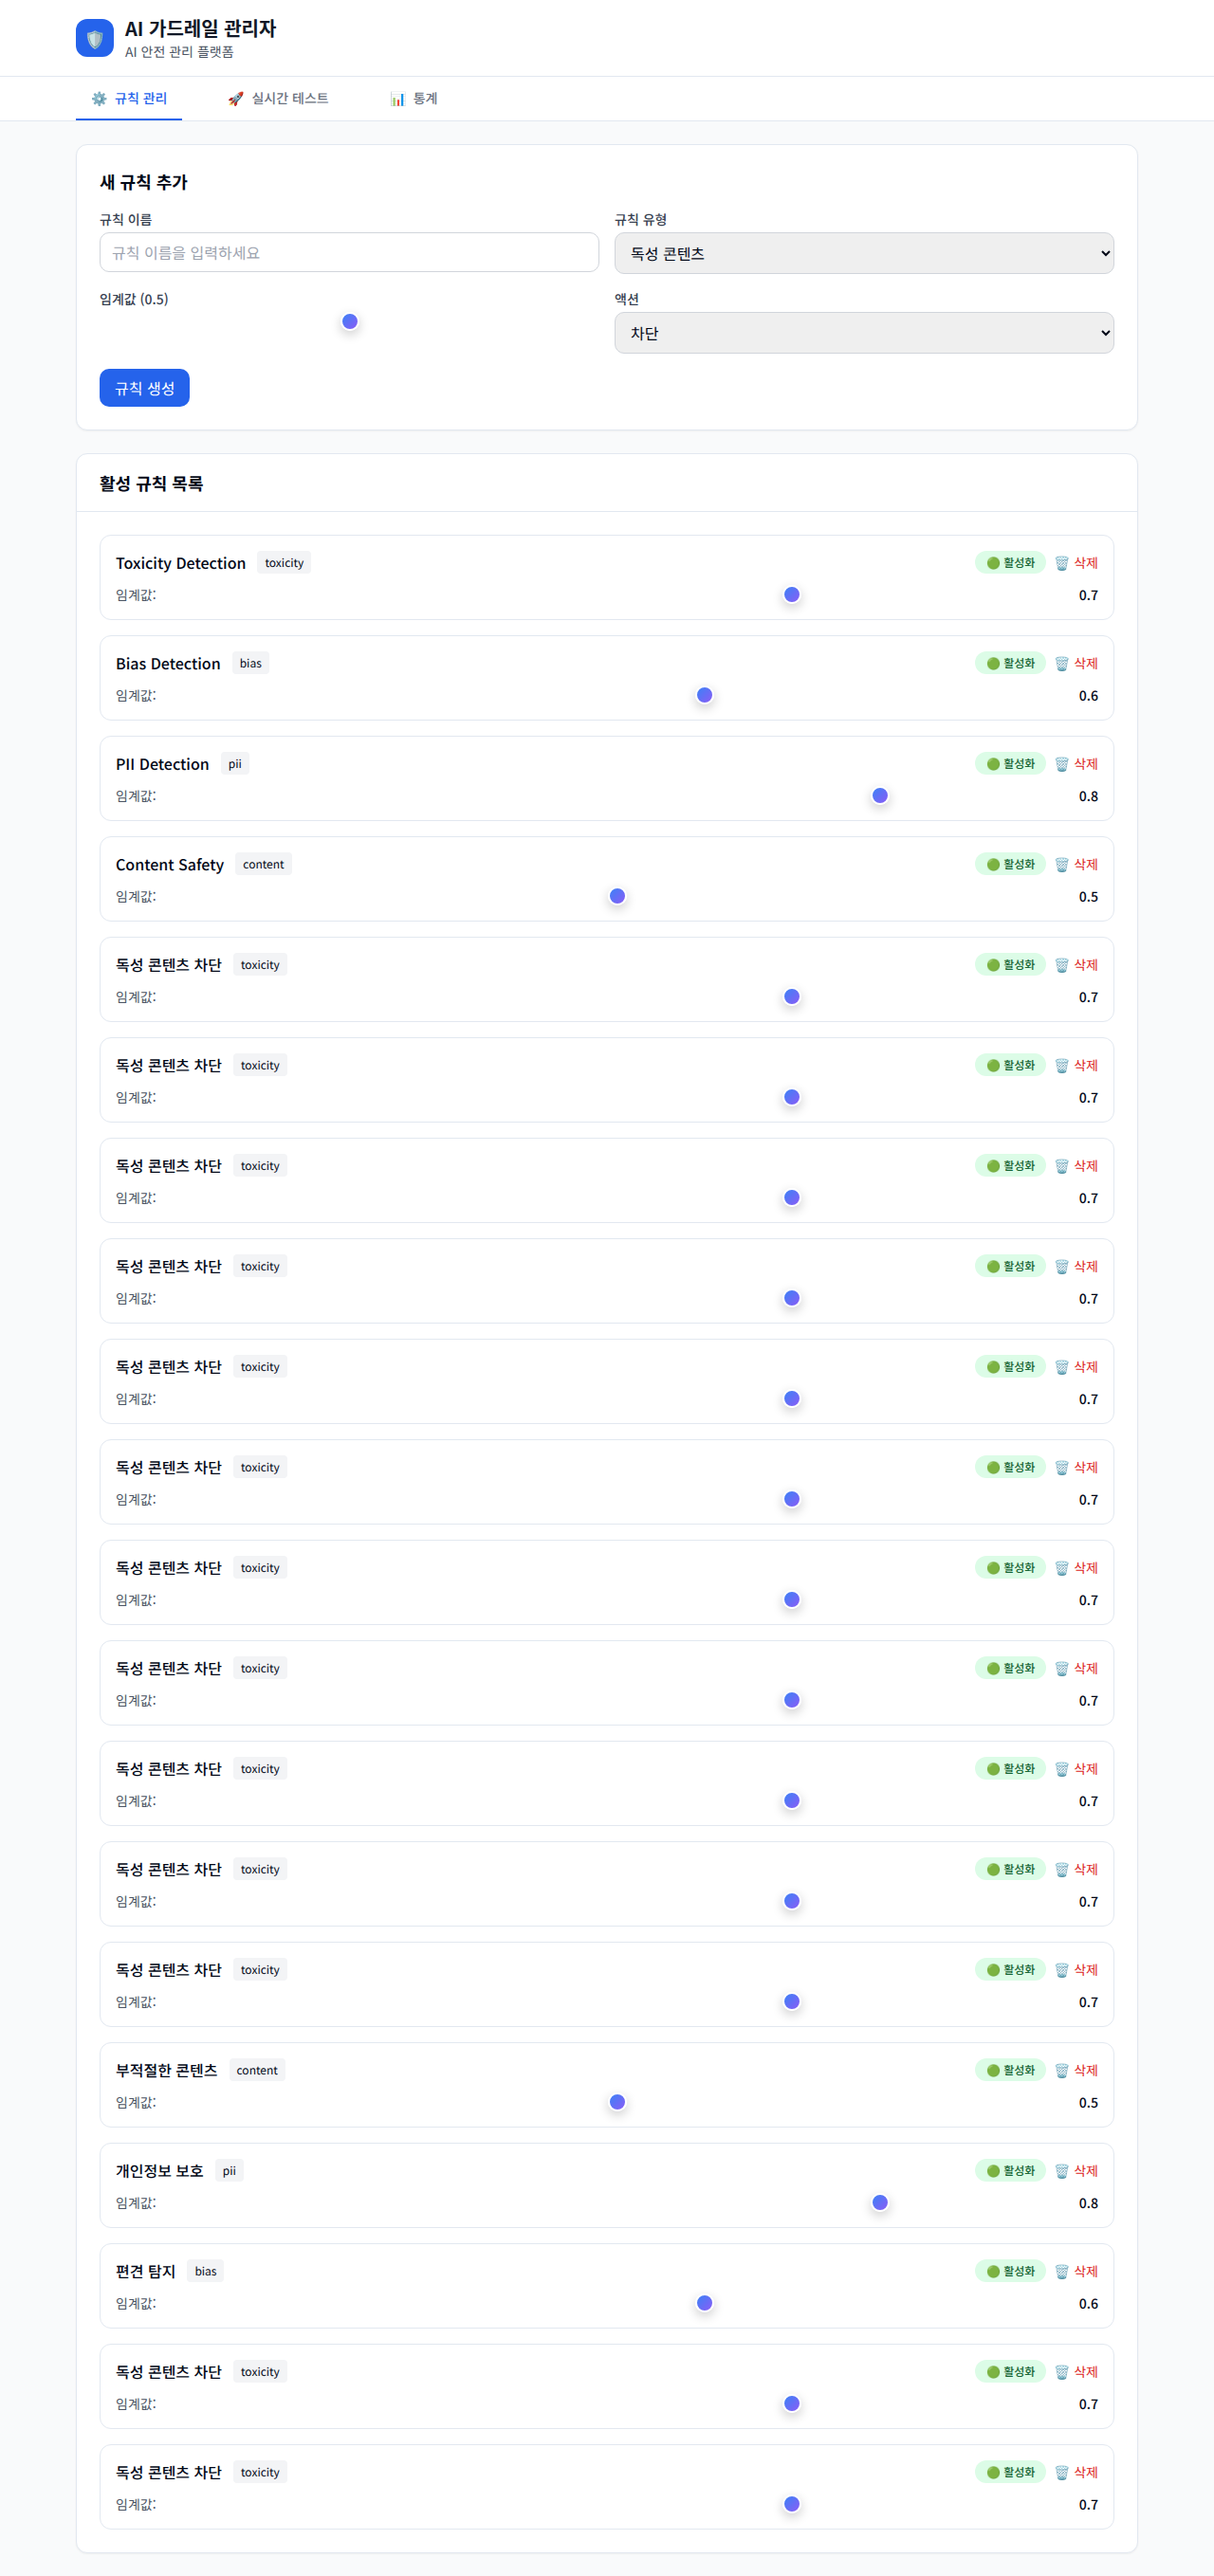 AI 가드레일 관리자
AI 안전 관리 플랫폼
규칙 관리 실시간 테스트 통계
새 규칙 추가
규칙 이름
규칙 이름을 입력하세요
규칙 유형
독성 콘텐츠
임계값 (0.5)
액션
차단
규칙 생성
활성 규칙 목록
Toxicity Detection toxicity 활성화 삭제
임계값: 0.7
Bias Detection bias 활성화 삭제
임계값: 0.6
PII Detection pii 활성화 삭제
임계값: 0.8
Content Safety content 활성화 삭제
임계값: 0.5
독성 콘텐츠 차단 toxicity 활성화 삭제
임계값: 0.7
독성 콘텐츠 차단 toxicity 활성화 삭제
임계값: 0.7
독성 콘텐츠 차단 toxicity 활성화 삭제
임계값: 0.7
독성 콘텐츠 차단 toxicity 활성화 삭제
임계값: 0.7
독성 콘텐츠 차단 toxicity 활성화 삭제
임계값: 0.7
독성 콘텐츠 차단 toxicity 활성화 삭제
임계값: 0.7
독성 콘텐츠 차단 toxicity 활성화 삭제
임계값: 0.7
독성 콘텐츠 차단 toxicity 활성화 삭제
임계값: 0.7
독성 콘텐츠 차단 toxicity 활성화 삭제
임계값: 0.7
독성 콘텐츠 차단 toxicity 활성화 삭제
임계값: 0.7
독성 콘텐츠 차단 toxicity 활성화 삭제
임계값: 0.7
부적절한 콘텐츠 content 활성화 삭제
임계값: 0.5
개인정보 보호 pii 활성화 삭제
임계값: 0.8
편견 탐지 bias 활성화 삭제
임계값: 0.6
독성 콘텐츠 차단 toxicity 활성화 삭제
임계값: 0.7
독성 콘텐츠 차단 toxicity 활성화 삭제
임계값: 0.7